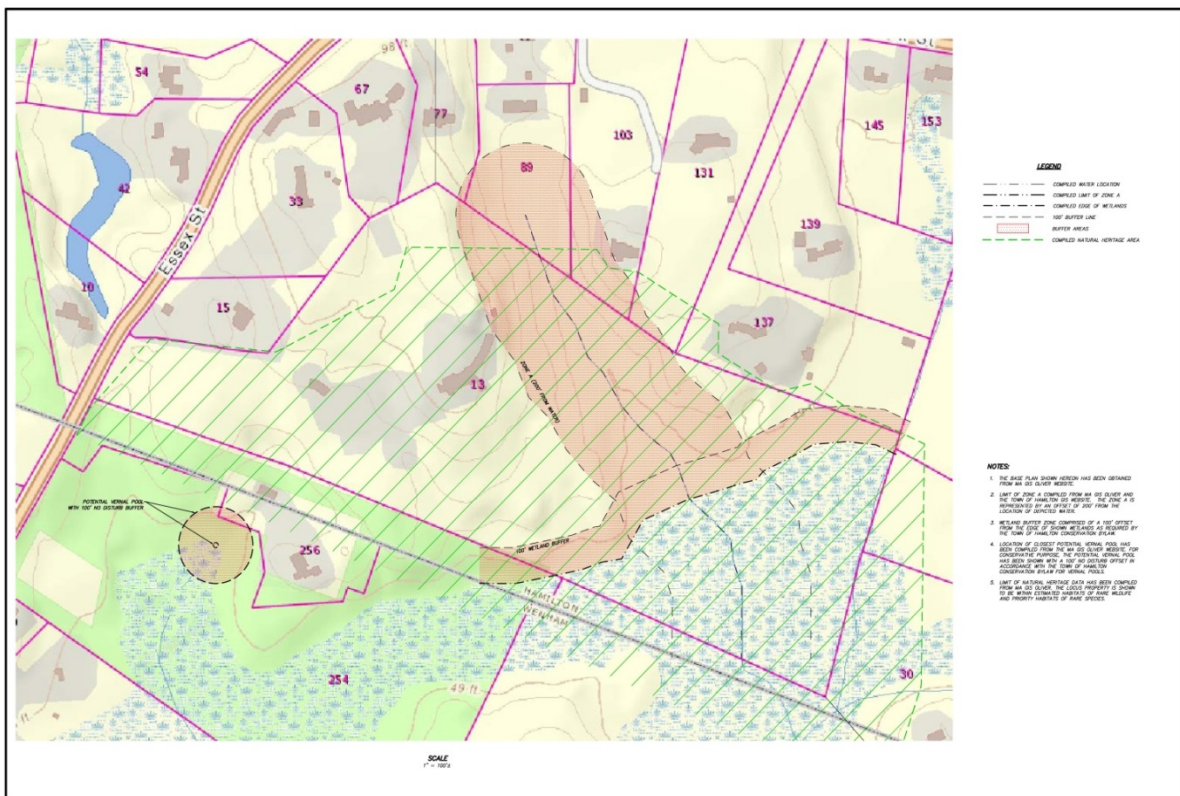 54
98 ft
67
77
89
103
131
145
153
St
42
Essex St
33
139
10
15
137
13
ZONE A (200' FROM WATER)
POTENTIAL VERNAL POOL
WITH 100' NO DISTURB BUFFER
256
100' WETLAND BUFFER
HAMILTON
WENHAM
254
49 ft
30
ft
SCALE
LEGEND
COMPILED WATER LOCATION
COMPILED LIMIT OF ZONE A
COMPILED EDGE OF WETLANDS
100' BUFFER LINE
BUFFER AREAS
COMPILED NATURAL HERITAGE AREA
NOTES:
1. THE BASE PLAN SHOWN HEREON HAS BEEN OBTAINED
FROM MA GIS OLIVER WEBSITE.
2. LIMIT OF ZONE A COMPILED FROM MA GIS OLIVER AND
THE TOWN OF HAMILTON GIS WEBSITE. THE ZONE A IS
REPRESENTED BY AN OFFSET OF 200' FROM THE
LOCATION OF DEPICTED WATER.
3. WETLAND BUFFER ZONE COMPRISED OF A 100' OFFSET
FROM THE EDGE OF SHOWN WETLANDS AS REQUIRED BY
THE TOWN OF HAMILTON CONSERVATION BYLAW.
4. LOCATION OF CLOSEST POTENTIAL VERNAL POOL HAS
BEEN COMPILED FROM THE MA GIS OLIVER WEBSITE. FOR
CONSERVATIVE PURPOSE, THE POTENTIAL VERNAL POOL
HAS BEEN SHOWN WITH A 100' NO DISTURB OFFSET IN
ACCORDANCE WITH THE TOWN OF HAMILTON
CONSERVATION BYLAW FOR VERNAL POOLS.
5. LIMIT OF NATURAL HERITAGE DATA HAS BEEN COMPILED
FROM MA GIS OLIVER. THE LOCUS PROPERTY IS SHOWN
TO BE WITHIN ESTIMATED HABITATS OF RARE WILDLIFE
AND PRIORITY HABITATS OF RARE SPECIES.